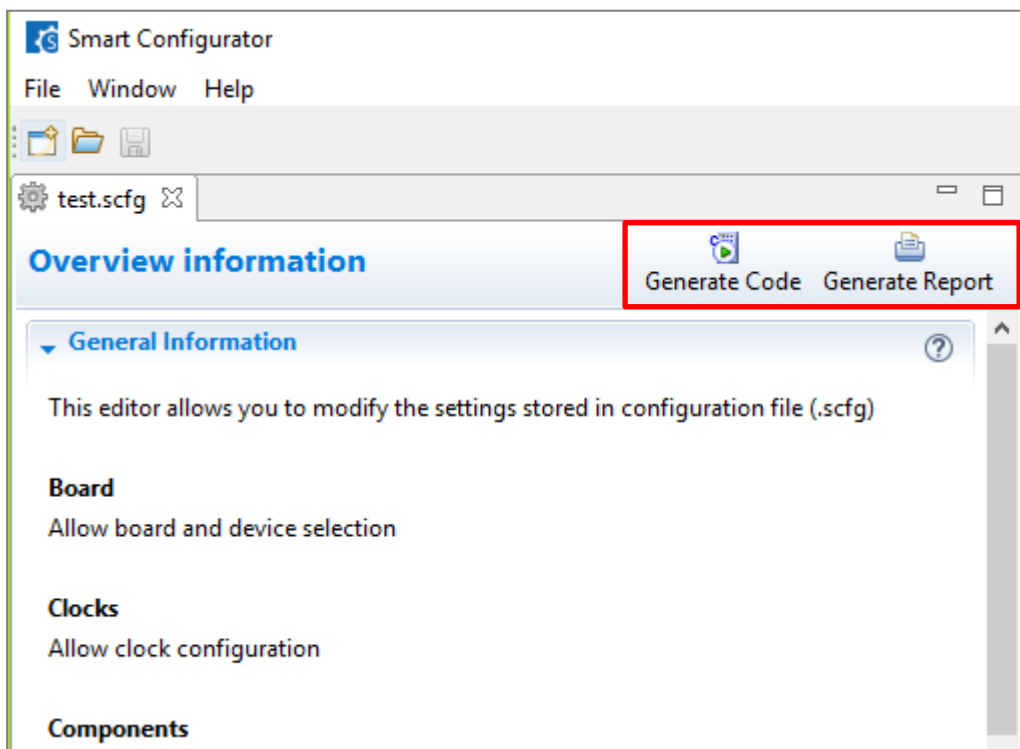 Smart Configurator
File Window Help
test.scfg
Overview information
Generate Code Generate Report
General Information
This editor allows you to modify the settings stored in configuration file (.scfg)
Board
Allow board and device selection
Clocks
Allow clock configuration
Components